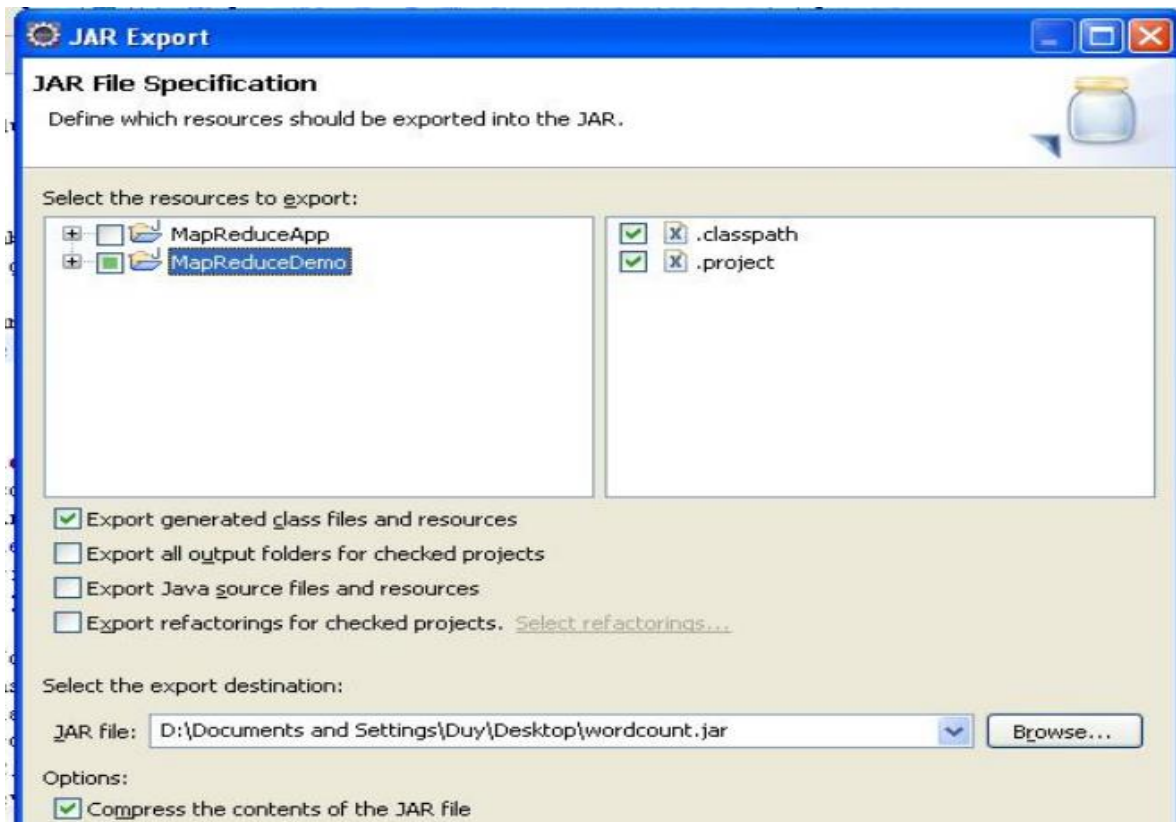 JAR Export
JAR File Specification
Define which resources should be exported into the JAR.
Select the resources to export:
MapReduceApp
MapReduceDemo
.classpath
.project
Export generated class files and resources
Export all output folders for checked projects
Export Java source files and resources
Export refactorings for checked projects. Select refactorings...
Select the export destination:
JAR file: D:\Documents and Settings\Duy\Desktop\wordcount.jar Browse...
Options:
Compress the contents of the JAR file